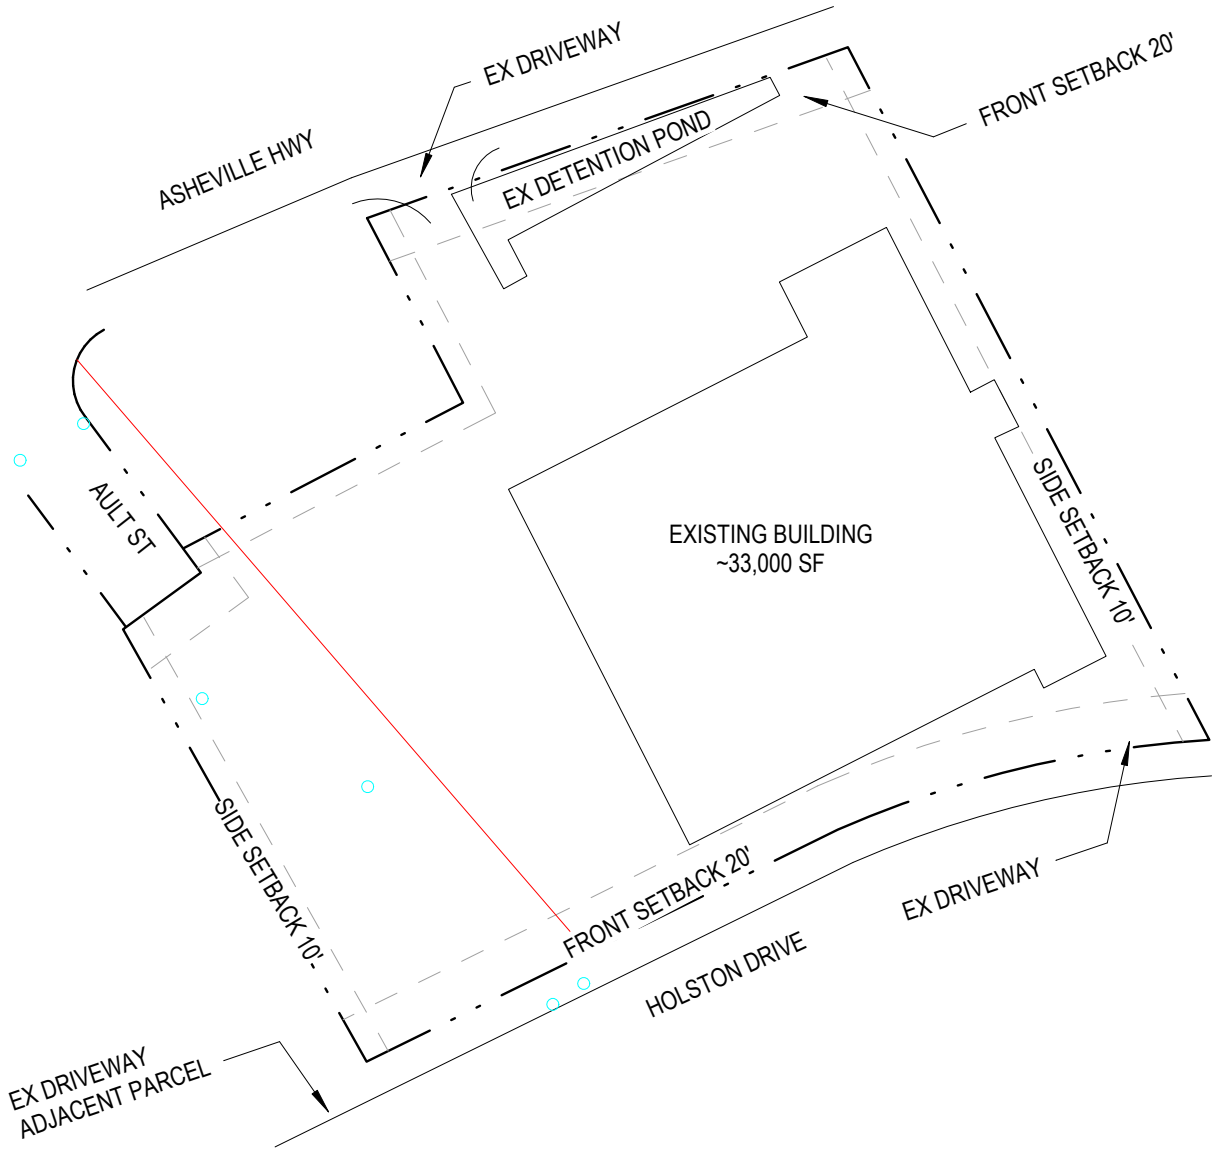 EX DRIVEWAY
FRONT SETBACK 20'
ASHEVILLE HWY
EX DETENTION POND
AULT ST
EXISTING BUILDING
~33,000 SF
SIDE SETBACK 10'
SIDE SETBACK 10'
FRONT SETBACK 20'
EX DRIVEWAY
HOLSTON DRIVE
EX DRIVEWAY
ADJACENT PARCEL